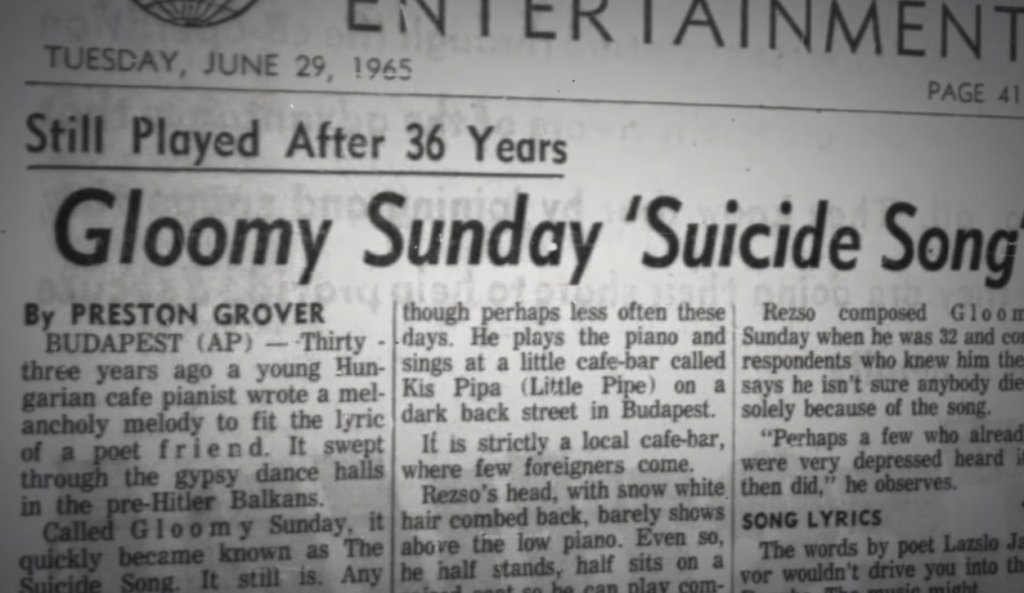 ENTERTAINMENT
TUESDAY, JUNE 29, 1965
PAGE 41
Still Played After 36 Years
Gloomy Sunday 'Suicide Song'
By PRESTON GROVER
BUDAPEST (AP) — Thirty -
three years ago a young Hun-
garian cafe pianist wrote a mel-
ancholy melody to fit the lyric
of a poet friend. It swept
through the gypsy dance halls
in the pre-Hitler Balkans.
Called Gloomy Sunday, it
quickly became known as The
Suicide Song. It still is. Any
though perhaps less often these
days. He plays the piano and
sings at a little cafe-bar called
Kis Pipa (Little Pipe) on a
dark back street in Budapest.
If is strictly a local cafe-bar,
where few foreigners come.
Rezso's head, with snow white
hair combed back, barely shows
above the low piano. Even so,
he half stands, half sits on a
so he can play com-
Rezso composed Gloom
Sunday when he was 32 and cor
respondents who knew him the
says he isn't sure anybody die
solely because of the song.
"Perhaps a few who alread
were very depressed heard i
then did," he observes.
SONG LYRICS
The words by poet Lazslo Ja
vor wouldn't drive you into th
The music might